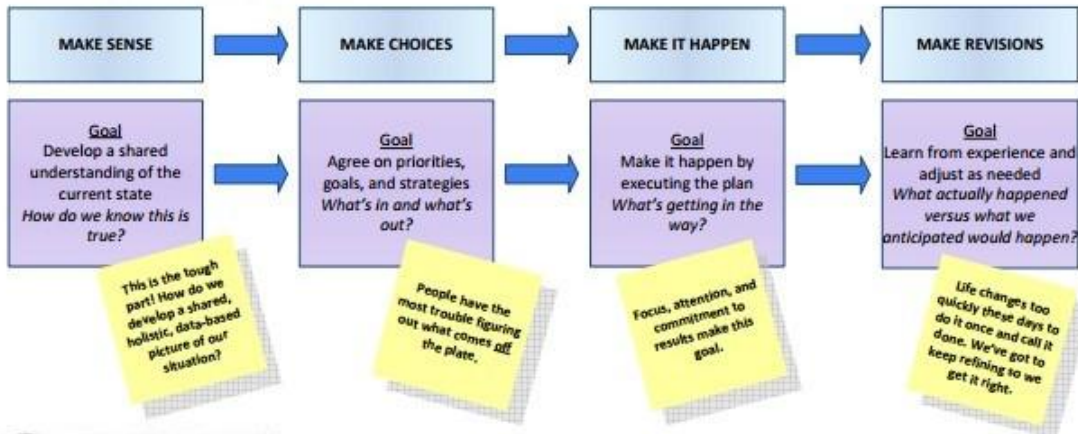 MAKE SENSE
MAKE CHOICES
MAKE IT HAPPEN
MAKE REVISIONS
Goal
Develop a shared
understanding of the
current state
How do we know this is
true?
Goal
Agree on priorities,
goals, and strategies
What's in and what's
out?
Goal
Make it happen by
executing the plan
What's getting in the
way?
Goal
Learn from experience and
adjust as needed
What actually happened
versus what we
anticipated would happen?
This is the tough
part! How do we
develop a shared,
holistic, data-based
picture of our
situation?
People have the
most trouble figuring
out what comes off
the plate.
Focus, attention, and
commitment to
results make this
goal.
Life changes too
quickly these days to
do it once and call it
done. We've got to
keep refining so we
get it right.